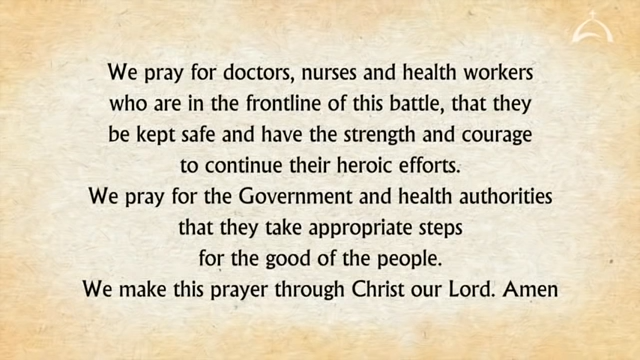 We pray for doctors, nurses and health workers
who are in the frontline of this battle, that they
be kept safe and have the strength and courage
to continue their heroic efforts.
We pray for the Government and health authorities
that they take appropriate steps
for the good of the people.
We make this prayer through Christ our Lord. Amen